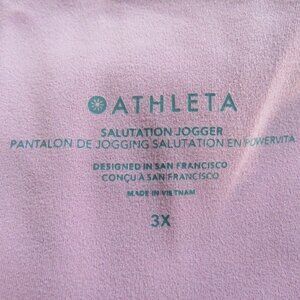 ATHLETA
SALUTATION JOGGER
PANTALON DE JOGGING SALUTATION EN POWERVITA
DESIGNED IN SAN FRANCISCO
CONÇU À SAN FRANCISCO
MADE IN VIETNAM
3X